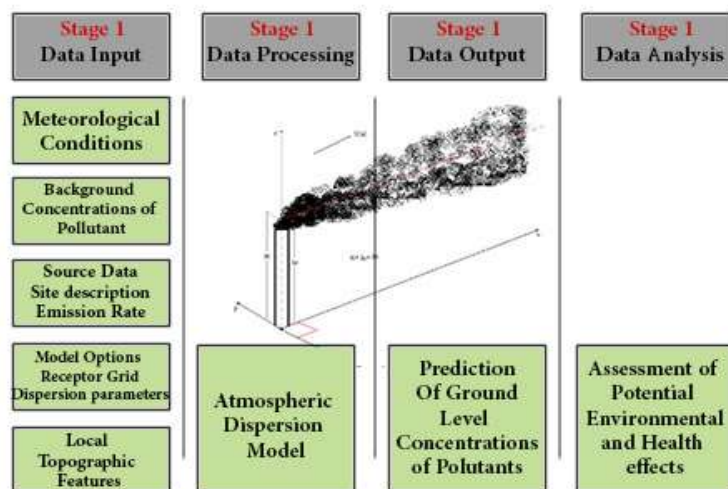 Stage 1
Data Input
Stage 1
Data Processing
Stage 1
Data Output
Stage 1
Data Analysis
Meteorological
Conditions
Background
Concentrations of
Pollutant
Source Data
Site description
Emission Rate
Model Options
Receptor Grid
Dispersion parameters
Local
Topographic
Features
Atmospheric
Dispersion
Model
Prediction
Of Ground
Level
Concentrations
of Polutants
Assessment of
Potential
Environmental
and Health
effects